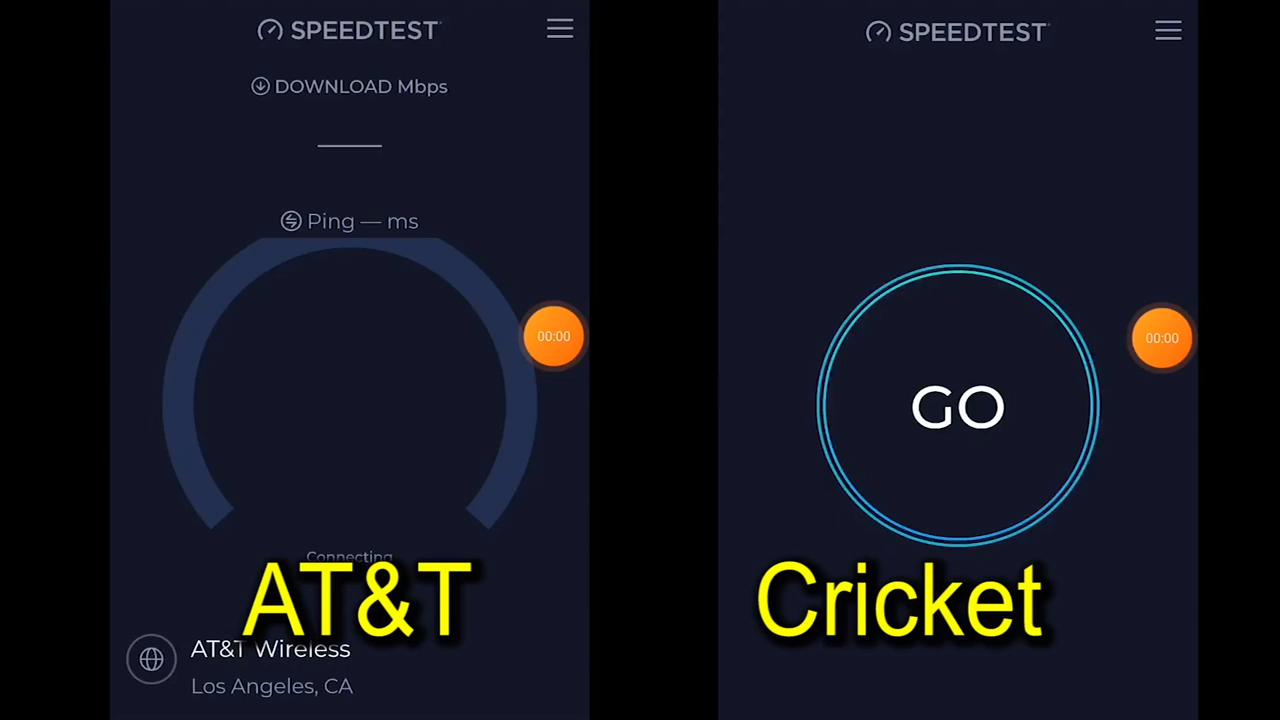 SPEEDTEST
DOWNLOAD Mbps
Ping — ms
00:00
Connecting
AT&T
AT&T Wireless
Los Angeles, CA
SPEEDTEST
GO
00:00
Cricket